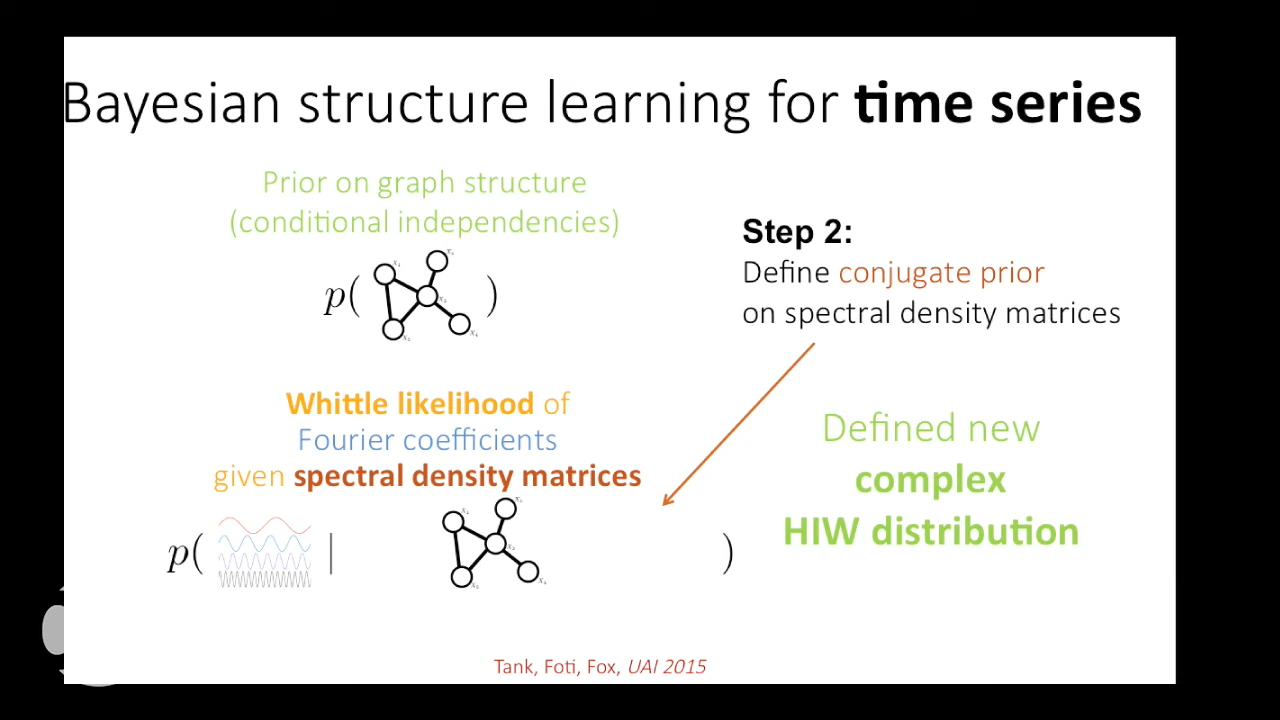 Bayesian structure learning for time series
Prior on graph structure
(conditional independencies)
p( )
Step 2:
Define conjugate prior
on spectral density matrices
Whittle likelihood of
Fourier coefficients
given spectral density matrices
Defined new
complex
HIW distribution
p( | )
Tank, Foti, Fox, UAI 2015